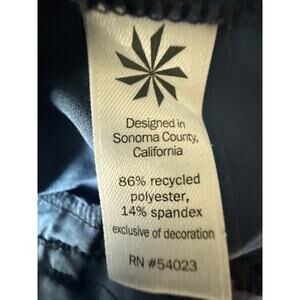 Designed in
Sonoma County,
California
86% recycled
polyester,
14% spandex
exclusive of decoration
RN #54023